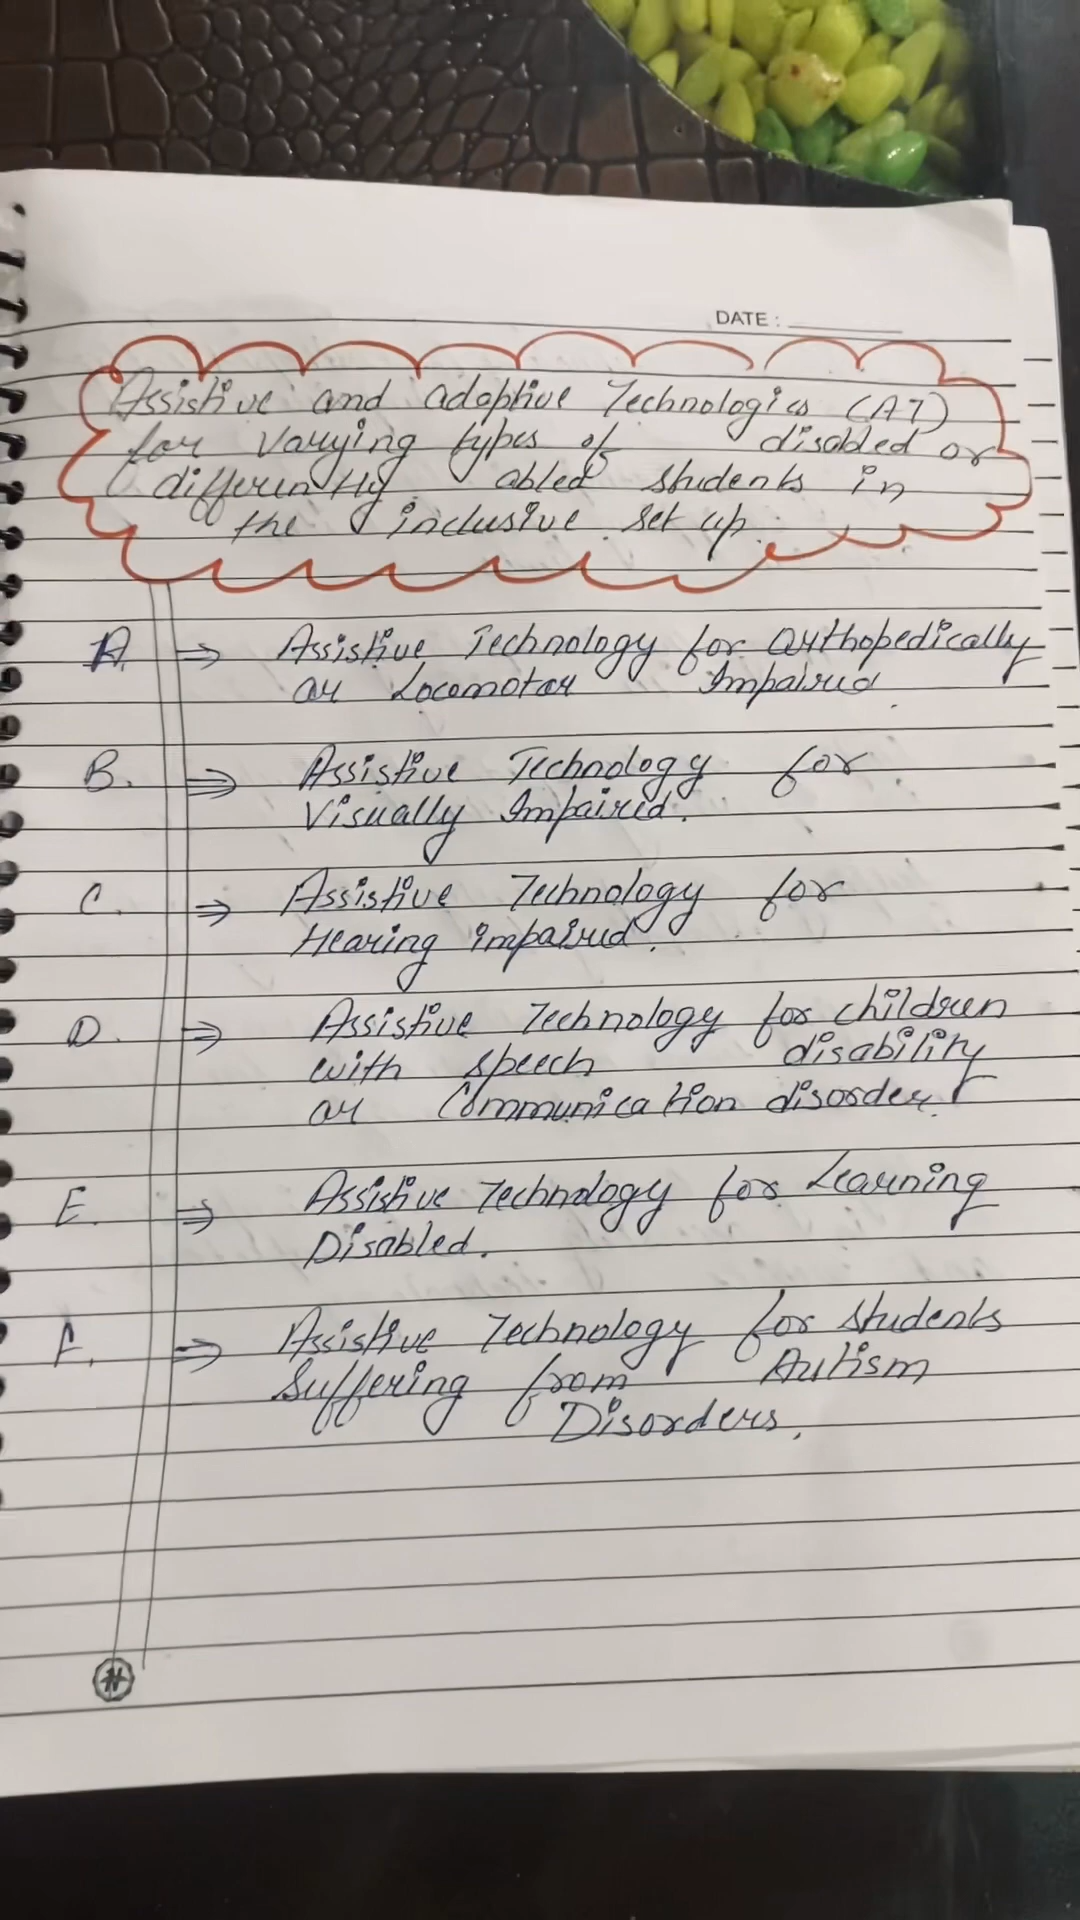 DATE :
Assistive and adoptive Technologies (AT)
for varying types of disabled or
differently abled students in
the inclusive set up.
A. ⇒ Assistive Technology for orthopedically
or Locomotor Impaired
B. ⇒ Assistive Technology for
Visually Impaired.
C. ⇒ Assistive Technology for
Hearing impaired.
D. ⇒ Assistive Technology for children
with speech disability
or Communication disorder.
E. ⇒ Assistive Technology for Learning
Disabled.
F. ⇒ Assistive Technology for students
Suffering from Autism
Disorders.